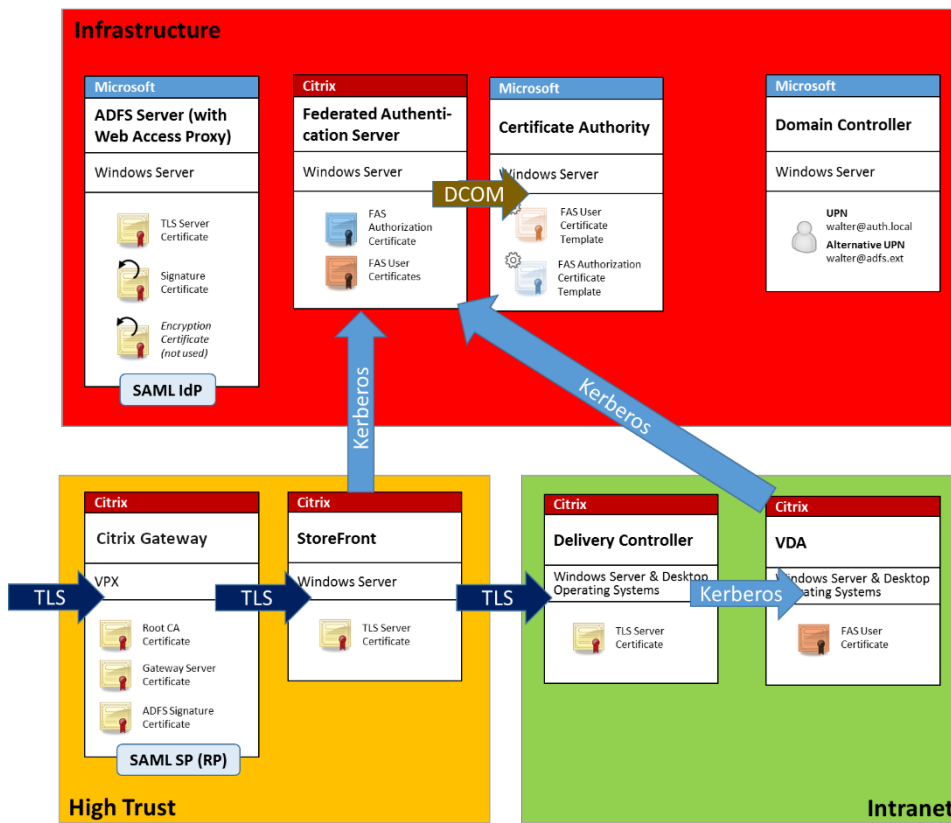 Infrastructure
Microsoft
ADFS Server (with
Web Access Proxy)
Windows Server
TLS Server
Certificate
Signature
Certificate
Encryption
Certificate
(not used)
SAML IdP
Citrix
Federated Authenti-
cation Server
Windows Server
FAS
Authorization
Certificate
FAS User
Certificates
DCOM
Microsoft
Certificate Authority
Windows Server
FAS User
Certificate
Template
FAS Authorization
Certificate
Template
Microsoft
Domain Controller
Windows Server
UPN
walter@auth.local
Alternative UPN
walter@adfs.ext
Kerberos
Kerberos
Citrix
Citrix Gateway
VPX
TLS
Root CA
Certificate
Gateway Server
Certificate
ADFS Signature
Certificate
SAML SP (RP)
High Trust
Citrix
StoreFront
Windows Server
TLS
TLS Server
Certificate
TLS
Citrix
Delivery Controller
Windows Server & Desktop
Operating Systems
TLS Server
Certificate
Kerberos
Citrix
VDA
Windows Server & Desktop
Operating Systems
FAS User
Certificate
Intranet